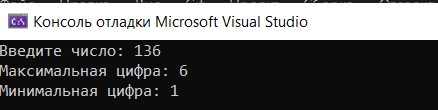 C:\ Консоль отладки Microsoft Visual Studio
Введите число: 136
Максимальная цифра: 6
Минимальная цифра: 1